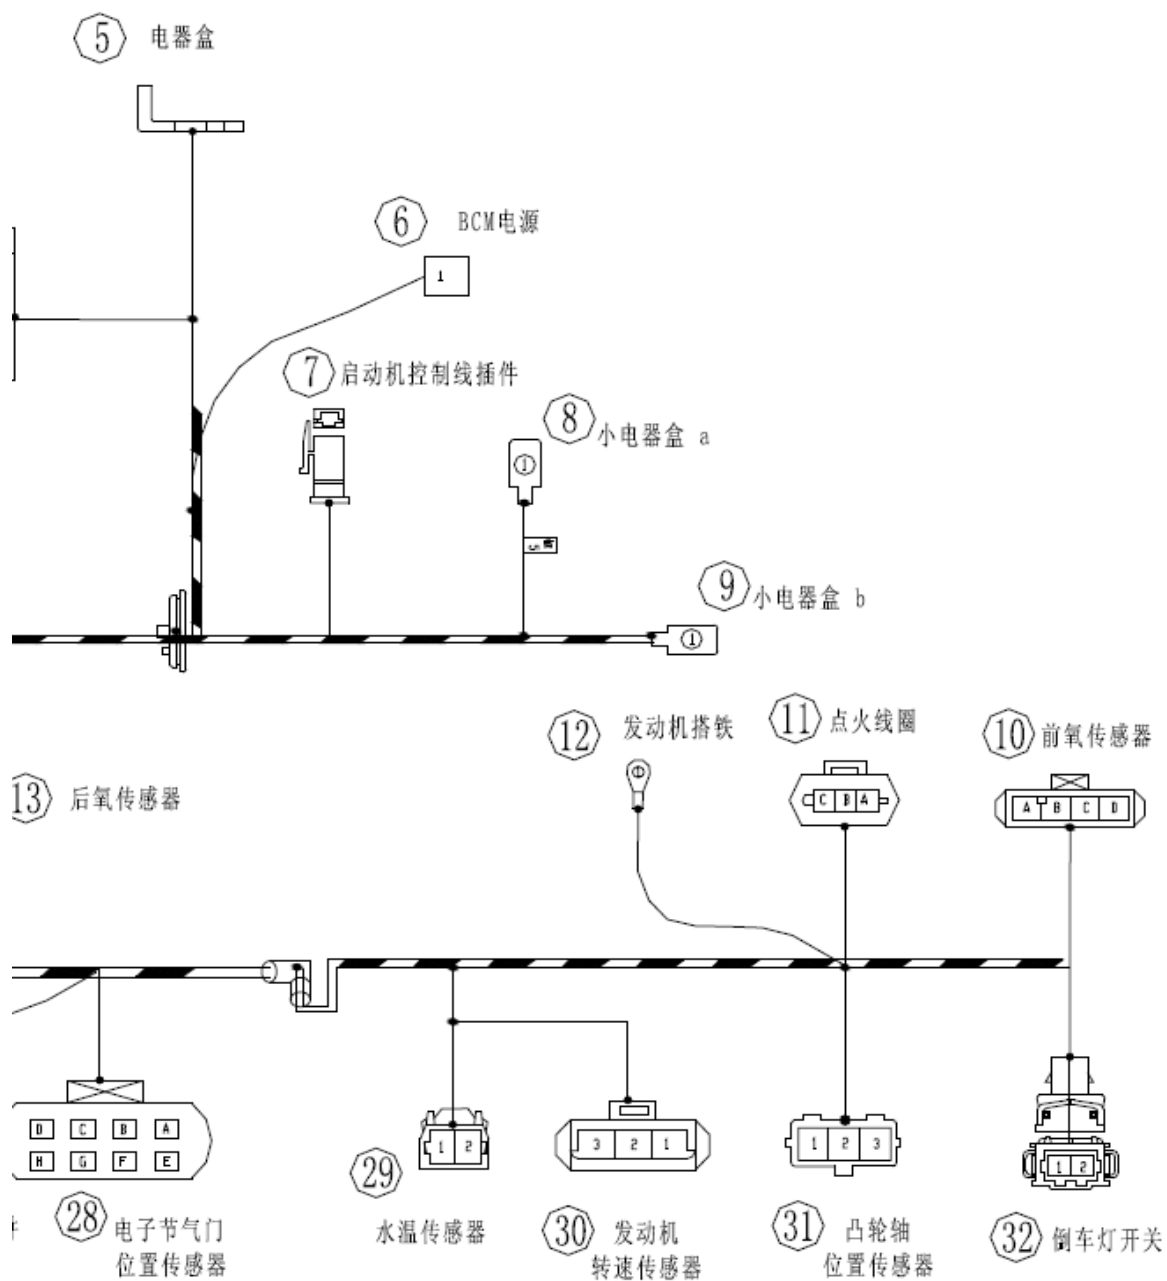 5 电器盒
6 BCM电源
1
7 启动机控制线插件
8 小电器盒 a
1
9 小电器盒 b
1
12 发动机搭铁
11 点火线圈
10 前氧传感器
13 后氧传感器
C B A
A B C D
D C B A
H G F E
1 2
3 2 1
1 2 3
1 2
28 电子节气门
位置传感器
29
水温传感器
30 发动机
转速传感器
31 凸轮轴
位置传感器
32 倒车灯开关